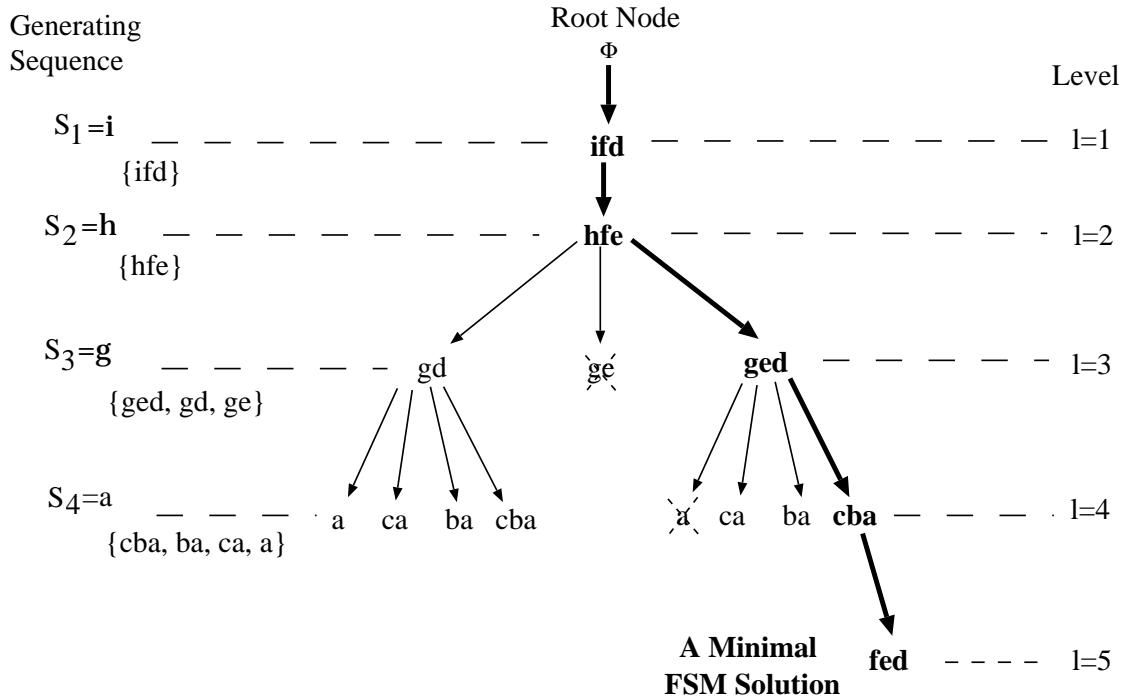 Generating
Sequence
Root Node
Φ
Level
S1=i
ifd
l=1
{ifd}
S2=h
hfe
l=2
{hfe}
S3=g
gd
ge
ged
l=3
{ged, gd, ge}
S4=a
a
ca
ba
cba
a
ca
ba
cba
l=4
{cba, ba, ca, a}
A Minimal
FSM Solution
fed
l=5